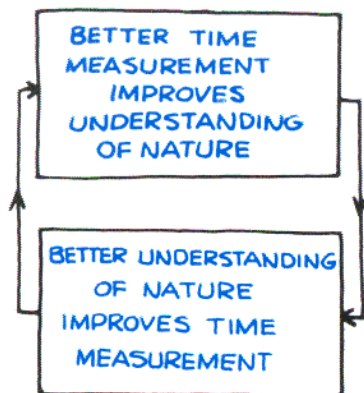 BETTER TIME
MEASUREMENT
IMPROVES
UNDERSTANDING
OF NATURE
BETTER UNDERSTANDING
OF NATURE
IMPROVES TIME
MEASUREMENT